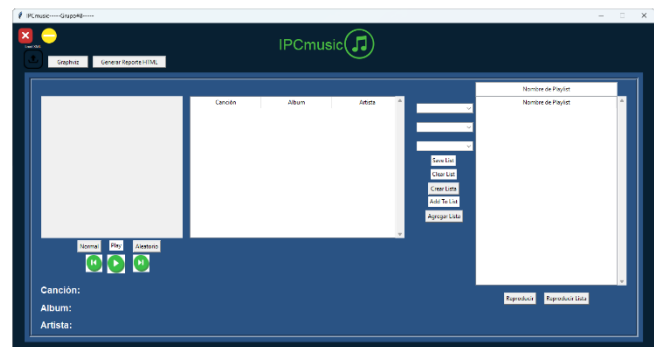 IPCmusic-----Grupo#d-----
IPCmusic
Graphviz
Generar Reporte HTML
Canción
Album
Artista
Nombre de Playlist
Nombre de Playlist
Save List
Clear List
Crear Lista
Add To List
Agregar Lista
Normal
Play
Aleatorio
Reproducir
Reproducir Lista
Canción:
Album:
Artista: